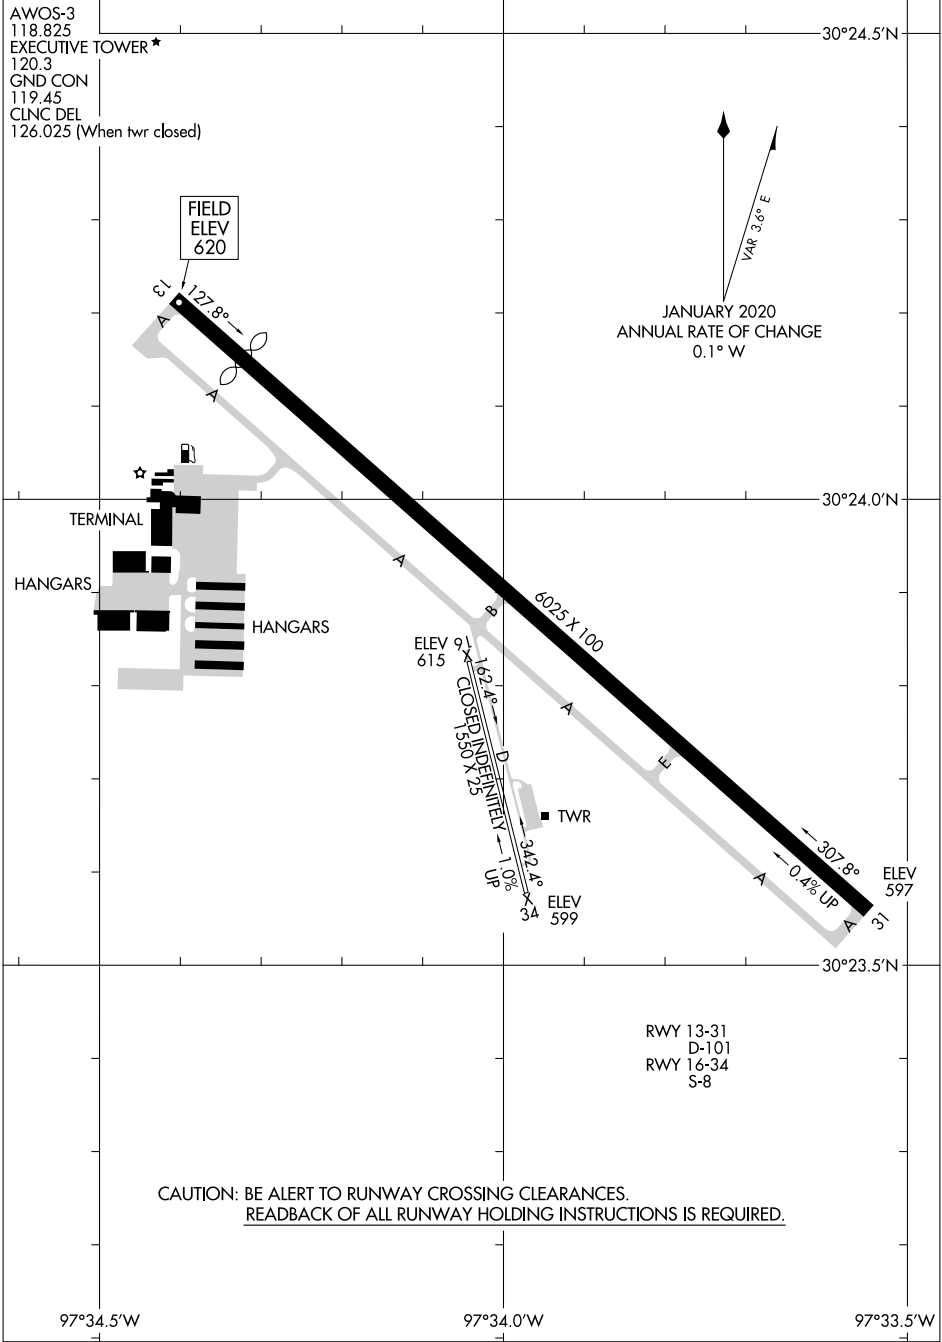 AWOS-3
118.825
EXECUTIVE TOWER★
120.3
GND CON
119.45
CLNC DEL
126.025 (When twr closed)
30°24.5'N
VAR 3.6° E
JANUARY 2020
ANNUAL RATE OF CHANGE
0.1° W
FIELD
ELEV
620
13
127.8°
A
A
30°24.0'N
TERMINAL
HANGARS
HANGARS
A
B
6025 X 100
ELEV
615
16
X
162.4°
CLOSED INDEFINITELY
1550 X 25
D
A
E
TWR
342.4°
1.0%
UP
X
34
ELEV
599
307.8°
0.4% UP
A
A
ELEV
597
31
30°23.5'N
RWY 13-31
D-101
RWY 16-34
S-8
CAUTION: BE ALERT TO RUNWAY CROSSING CLEARANCES.
READBACK OF ALL RUNWAY HOLDING INSTRUCTIONS IS REQUIRED.
97°34.5'W
97°34.0'W
97°33.5'W